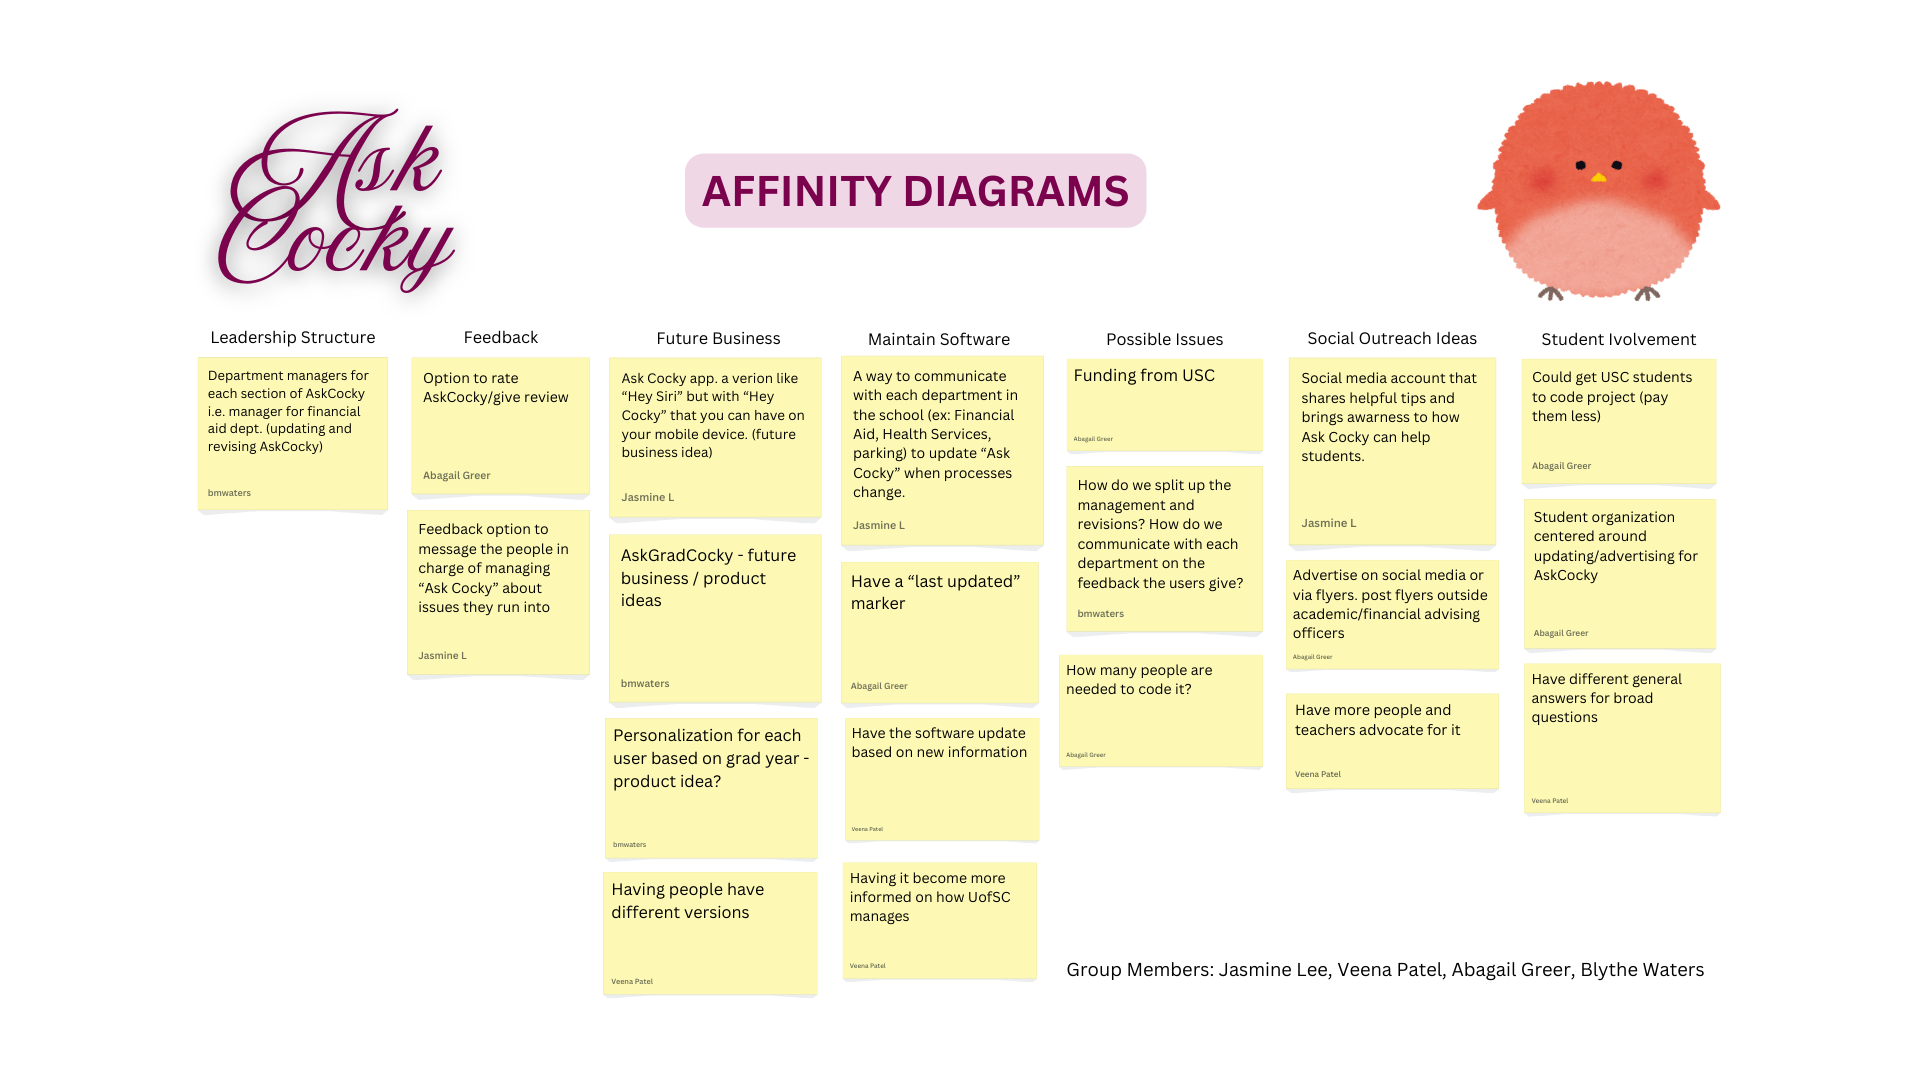 Ask
Cocky
AFFINITY DIAGRAMS
Leadership Structure
Department managers for
each section of AskCocky
i.e. manager for financial
aid dept. (updating and
revising AskCocky)
bmwaters
Feedback
Option to rate
AskCocky/give review
Abagail Greer
Feedback option to
message the people in
charge of managing
“Ask Cocky” about
issues they run into
Jasmine L
Future Business
Ask Cocky app. a verion like
“Hey Siri” but with “Hey
Cocky” that you can have on
your mobile device. (future
business idea)
Jasmine L
AskGradCocky - future
business / product
ideas
bmwaters
Personalization for each
user based on grad year -
product idea?
bmwaters
Having people have
different versions
Veena Patel
Maintain Software
A way to communicate
with each department in
the school (ex: Financial
Aid, Health Services,
parking) to update “Ask
Cocky” when processes
change.
Jasmine L
Have a “last updated”
marker
Abagail Greer
Have the software update
based on new information
Veena Patel
Having it become more
informed on how UofSC
manages
Veena Patel
Possible Issues
Funding from USC
Abagail Greer
How do we split up the
management and
revisions? How do we
communicate with each
department on the
feedback the users give?
bmwaters
How many people are
needed to code it?
Abagail Greer
Social Outreach Ideas
Social media account that
shares helpful tips and
brings awarness to how
Ask Cocky can help
students.
Jasmine L
Advertise on social media or
via flyers. post flyers outside
academic/financial advising
officers
Abagail Greer
Have more people and
teachers advocate for it
Veena Patel
Student Ivolvement
Could get USC students
to code project (pay
them less)
Abagail Greer
Student organization
centered around
updating/advertising for
AskCocky
Abagail Greer
Have different general
answers for broad
questions
Veena Patel
Group Members: Jasmine Lee, Veena Patel, Abagail Greer, Blythe Waters